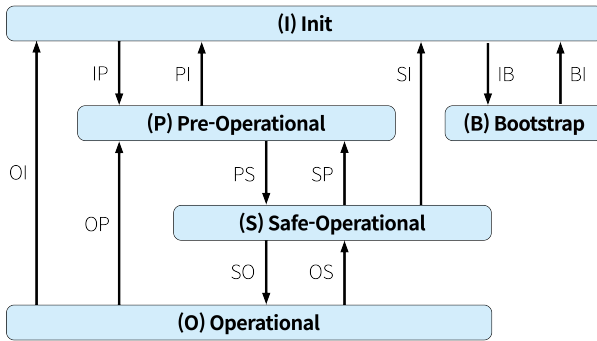 (I) Init
IP
PI
SI
IB
BI
(P) Pre-Operational
(B) Bootstrap
OI
PS
SP
OP
(S) Safe-Operational
SO
OS
(O) Operational